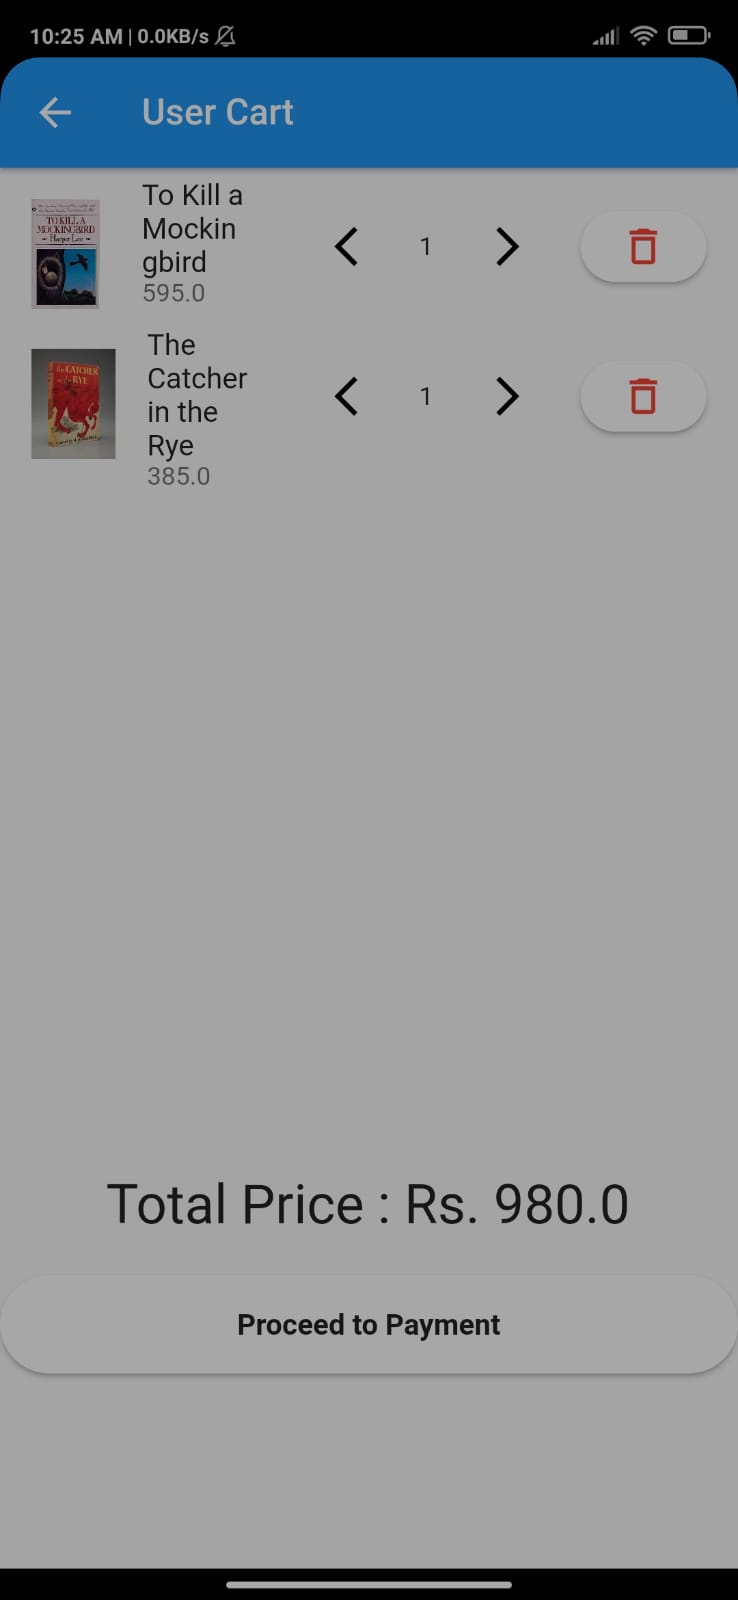 10:25 AM | 0.0KB/s
User Cart
TO KILL A
MOCKINGBIRD
Harper Lee
To Kill a
Mockin
gbird
595.0
1
the CATCHER
in the RYE
The
Catcher
in the
Rye
385.0
1
Total Price : Rs. 980.0
Proceed to Payment